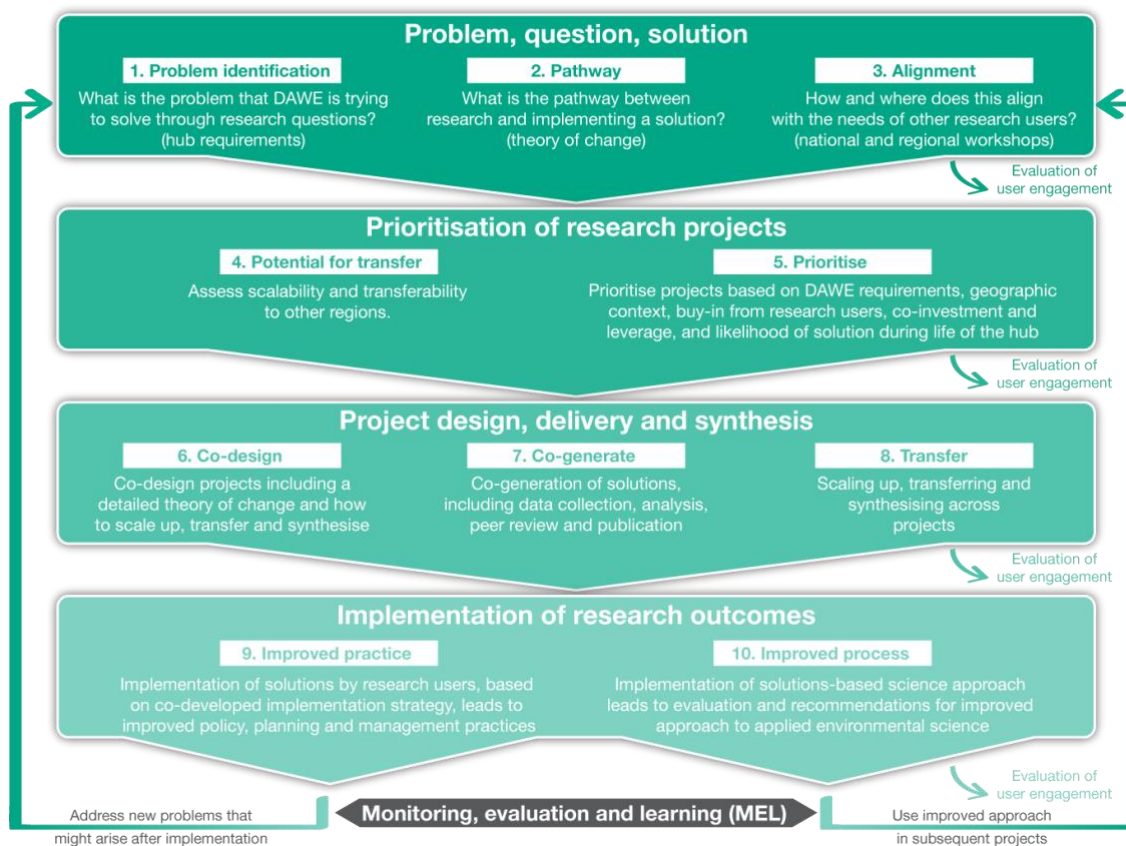 Problem, question, solution
1. Problem identification
What is the problem that DAWE is trying
to solve through research questions?
(hub requirements)
2. Pathway
What is the pathway between
research and implementing a solution?
(theory of change)
3. Alignment
How and where does this align
with the needs of other research users?
(national and regional workshops)
Evaluation of
user engagement
Prioritisation of research projects
4. Potential for transfer
Assess scalability and transferability
to other regions.
5. Prioritise
Prioritise projects based on DAWE requirements, geographic
context, buy-in from research users, co-investment and
leverage, and likelihood of solution during life of the hub
Evaluation of
user engagement
Project design, delivery and synthesis
6. Co-design
Co-design projects including a
detailed theory of change and how
to scale up, transfer and synthesise
7. Co-generate
Co-generation of solutions,
including data collection, analysis,
peer review and publication
8. Transfer
Scaling up, transferring and
synthesising across
projects
Evaluation of
user engagement
Implementation of research outcomes
9. Improved practice
Implementation of solutions by research users, based
on co-developed implementation strategy, leads to
improved policy, planning and management practices
10. Improved process
Implementation of solutions-based science approach
leads to evaluation and recommendations for improved
approach to applied environmental science
Evaluation of
user engagement
Address new problems that
might arise after implementation
Monitoring, evaluation and learning (MEL)
Use improved approach
in subsequent projects